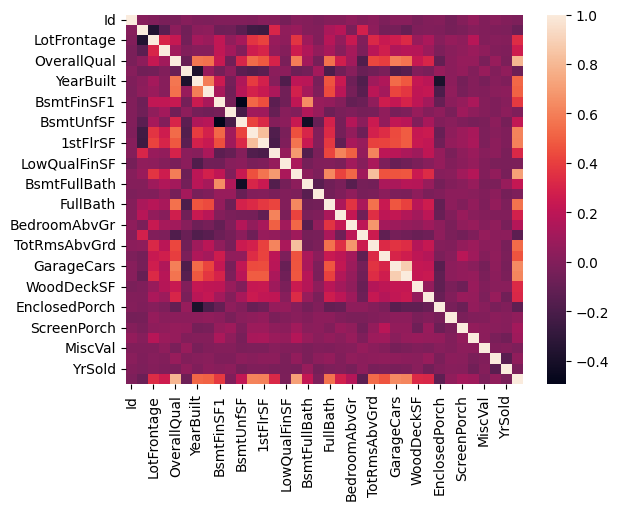 Id
LotFrontage
OverallQual
YearBuilt
BsmtFinSF1
BsmtUnfSF
1stFlrSF
LowQualFinSF
BsmtFullBath
FullBath
BedroomAbvGr
TotRmsAbvGrd
GarageCars
WoodDeckSF
EnclosedPorch
ScreenPorch
MiscVal
YrSold
Id
LotFrontage
OverallQual
YearBuilt
BsmtFinSF1
BsmtUnfSF
1stFlrSF
LowQualFinSF
BsmtFullBath
FullBath
BedroomAbvGr
TotRmsAbvGrd
GarageCars
WoodDeckSF
EnclosedPorch
ScreenPorch
MiscVal
YrSold
1.0
0.8
0.6
0.4
0.2
0.0
−0.2
−0.4